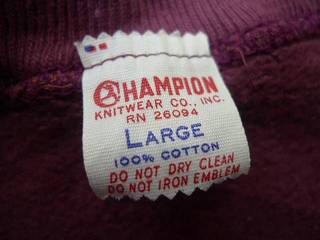 CHAMPION
KNITWEAR CO., INC.
RN 26094
LARGE
100% COTTON
DO NOT DRY CLEAN
DO NOT IRON EMBLEM